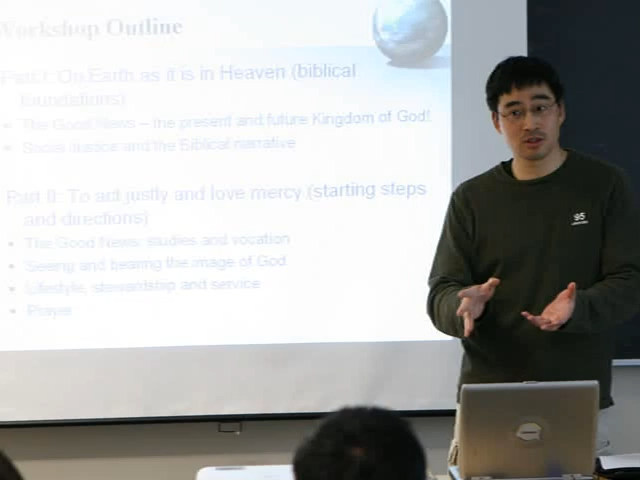 Workshop Outline
Part I: On Earth as it is in Heaven (biblical
foundations)
• The Good News – the present and future Kingdom of God!
• Social Justice and the Biblical narrative
Part II: To act justly and love mercy (starting steps
and directions)
• The Good News: studies and vocation
• Seeing and bearing the image of God
• Lifestyle, stewardship and service
• Prayer
95